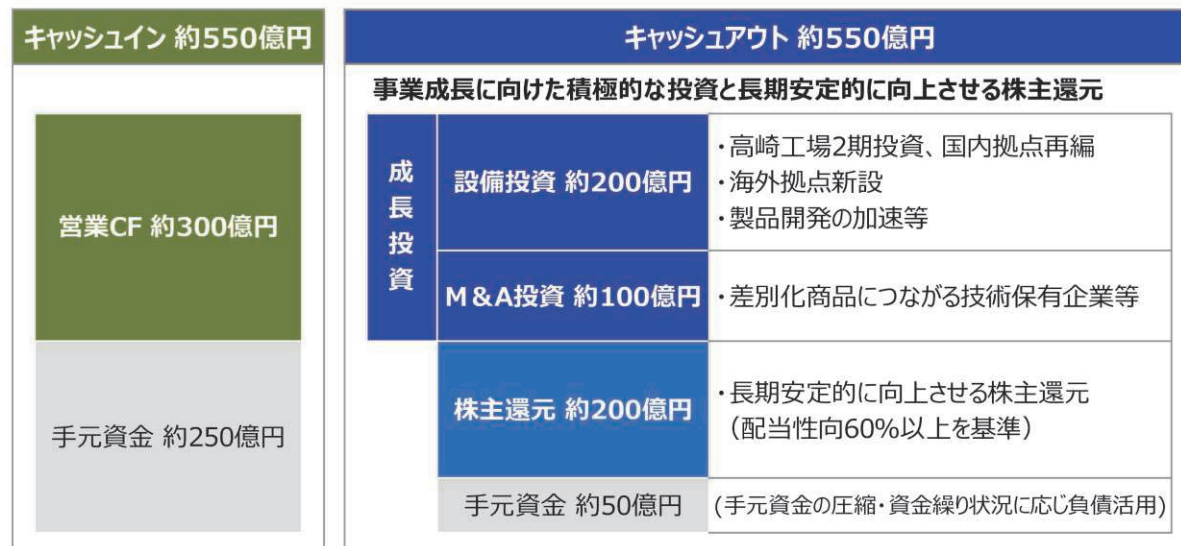 キャッシュイン 約550億円
営業CF 約300億円
手元資金 約250億円
キャッシュアウト 約550億円
事業成長に向けた積極的な投資と長期安定的に向上させる株主還元
成長投資
設備投資 約200億円
・高崎工場2期投資、国内拠点再編
・海外拠点新設
・製品開発の加速等
M&A投資 約100億円
・差別化商品につながる技術保有企業等
株主還元 約200億円
・長期安定的に向上させる株主還元
（配当性向60%以上を基準）
手元資金 約50億円
(手元資金の圧縮・資金繰り状況に応じ負債活用)